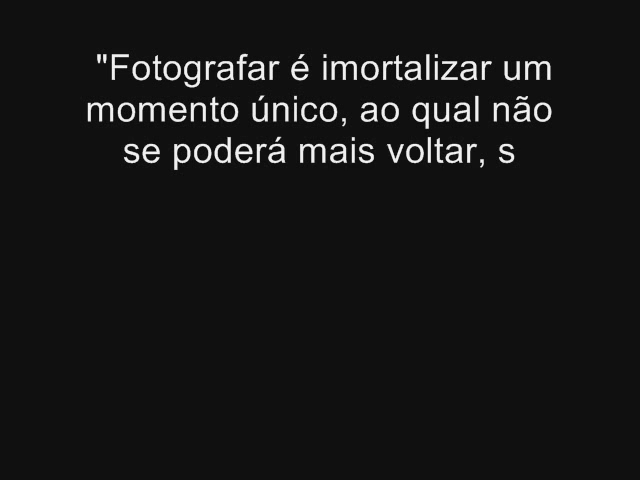 "Fotografar é imortalizar um
momento único, ao qual não
se poderá mais voltar, s